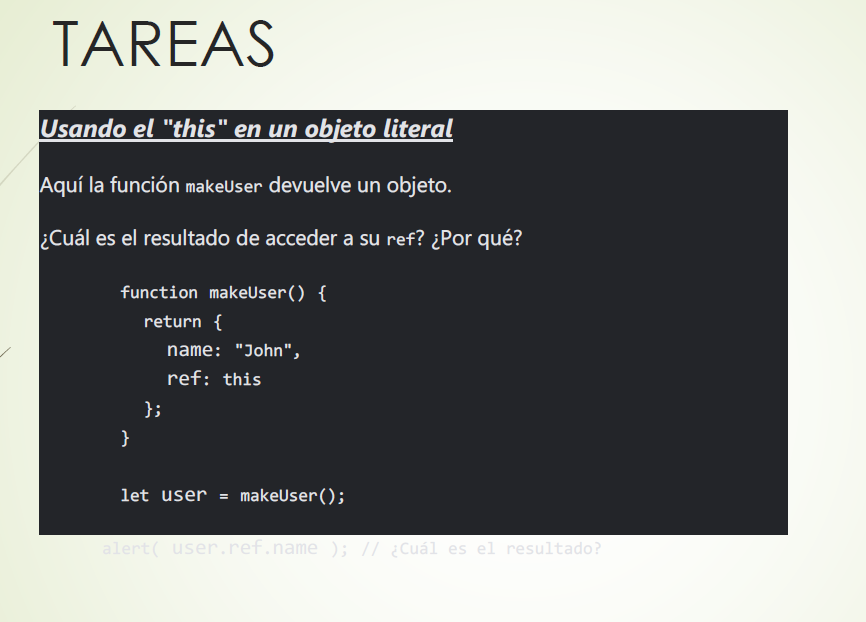 TAREAS
Usando el "this" en un objeto literal
Aquí la función makeUser devuelve un objeto.
¿Cuál es el resultado de acceder a su ref? ¿Por qué?
function makeUser() {
  return {
    name: "John",
    ref: this
  };
}
let user = makeUser();
alert( user.ref.name ); // ¿Cuál es el resultado?